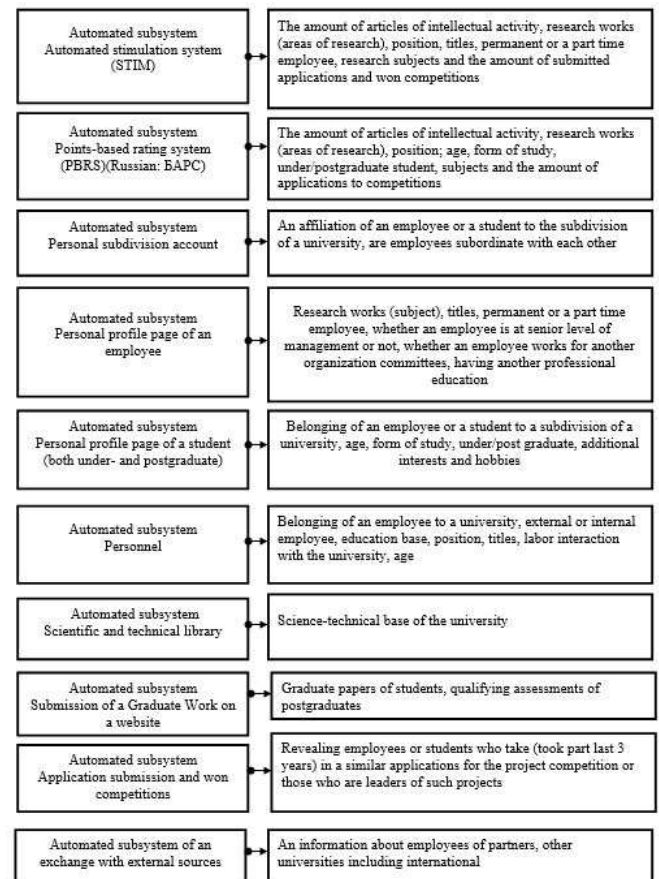 Automated subsystem
Automated stimulation system
(STIM)
The amount of articles of intellectual activity, research works
(areas of research), position, titles, permanent or a part time
employee, research subjects and the amount of submitted
applications and won competitions
Automated subsystem
Points-based rating system
(PBRS)(Russian: БАРС)
The amount of articles of intellectual activity, research works
(areas of research), position; age, form of study,
under/postgraduate student, subjects and the amount of
applications to competitions
Automated subsystem
Personal subdivision account
An affiliation of an employee or a student to the subdivision
of a university, are employees subordinate with each other
Automated subsystem
Personal profile page of an
employee
Research works (subject), titles, permanent or a part time
employee, whether an employee is at senior level of
management or not, whether an employee works for another
organization committees, having another professional
education
Automated subsystem
Personal profile page of a student
(both under- and postgraduate)
Belonging of an employee or a student to a subdivision of a
university, age, form of study, under/post graduate, additional
interests and hobbies
Automated subsystem
Personnel
Belonging of an employee to a university, external or internal
employee, education base, position, titles, labor interaction
with the university, age
Automated subsystem
Scientific and technical library
Science-technical base of the university
Automated subsystem
Submission of a Graduate Work on
a website
Graduate papers of students, qualifying assessments of
postgraduates
Automated subsystem
Application submission and won
competitions
Revealing employees or students who take (took part last 3
years) in a similar applications for the project competition or
those who are leaders of such projects
Automated subsystem of an
exchange with external sources
An information about employees of partners, other
universities including international